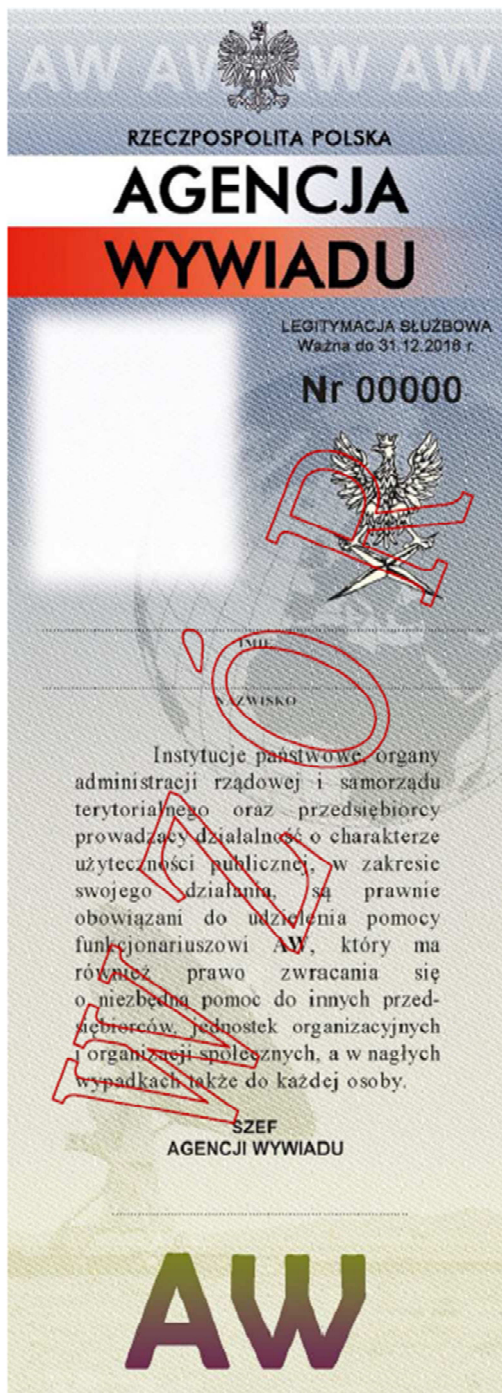 AW AW AW AW
RZECZPOSPOLITA POLSKA
AGENCJA
WYWIADU
LEGITYMACJA SŁUŻBOWA
Ważna do 31.12.2016 r.
Nr 00000
IMIĘ
NAZWISKO
Instytucje państwowe, organy
administracji rządowej i samorządu
terytorialnego oraz przedsiębiorcy
prowadzący działalność o charakterze
użyteczności publicznej, w zakresie
swojego działania, są prawnie
obowiązani do udzielenia pomocy
funkcjonariuszowi AW, który ma
również prawo zwracania się
o niezbędną pomoc do innych przed-
siębiorców, jednostek organizacyjnych
i organizacji społecznych, a w nagłych
wypadkach także do każdej osoby.
SZEF
AGENCJI WYWIADU
AW
WZÓR